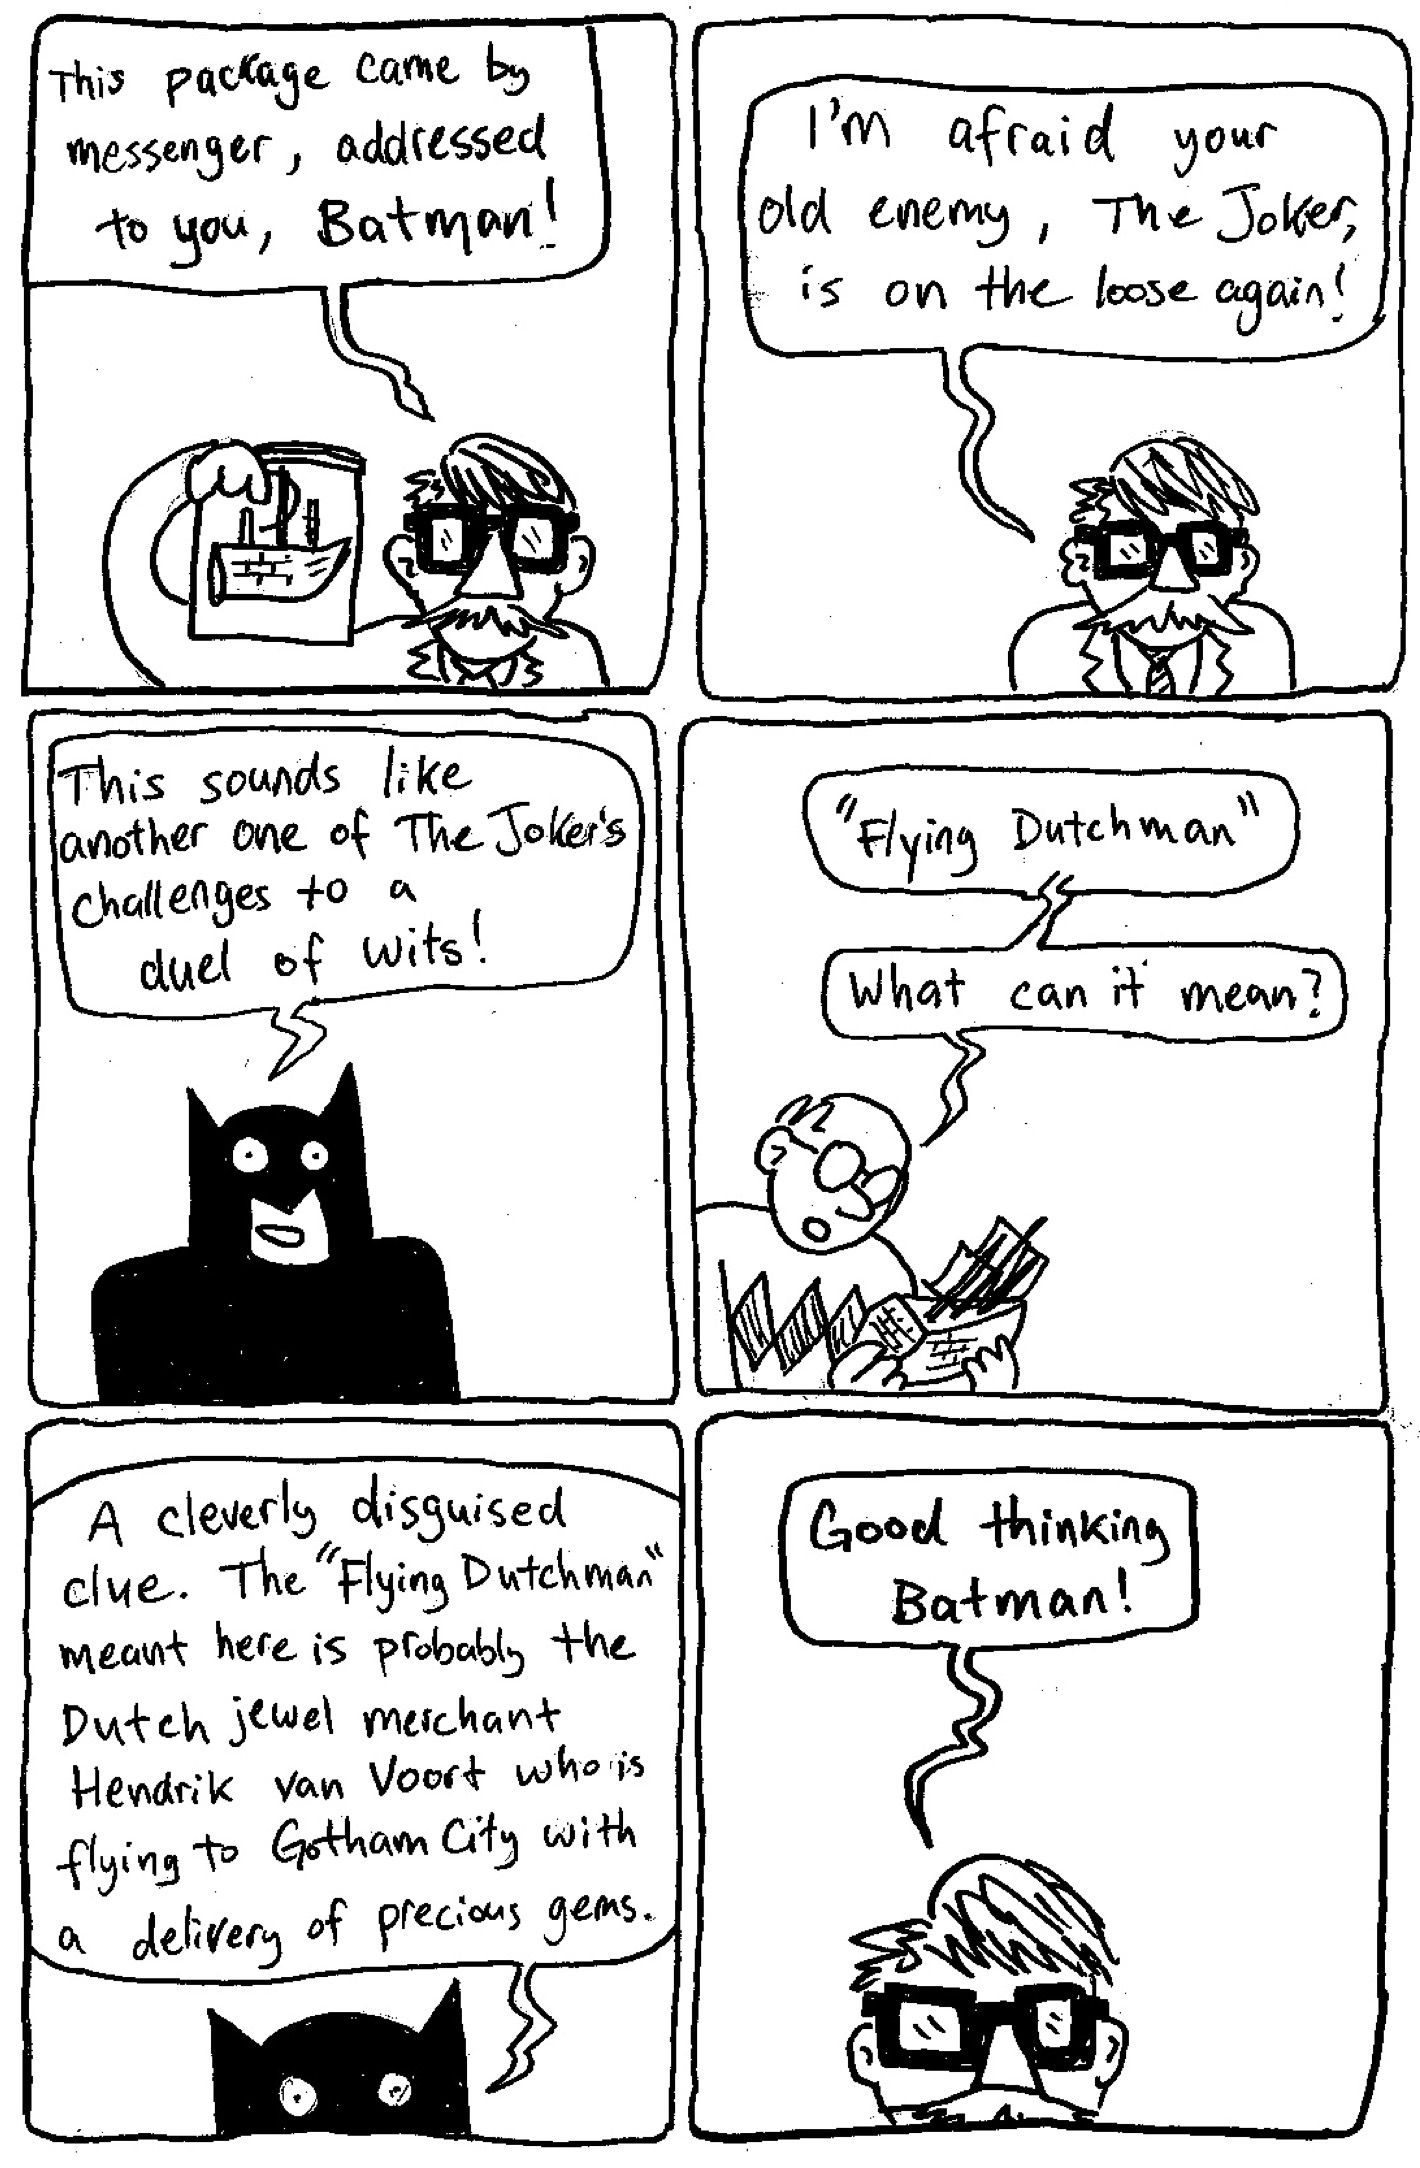 This package came by
messenger, addressed
to you, Batman!
I'm afraid your
old enemy, The Joker,
is on the loose again!
This sounds like
another one of The Joker's
challenges to a
duel of wits!
"Flying Dutchman"
What can it mean?
A cleverly disguised
clue. The "Flying Dutchman"
meant here is probably the
Dutch jewel merchant
Hendrik van Voort who is
flying to Gotham City with
a delivery of precious gems.
Good thinking
Batman!